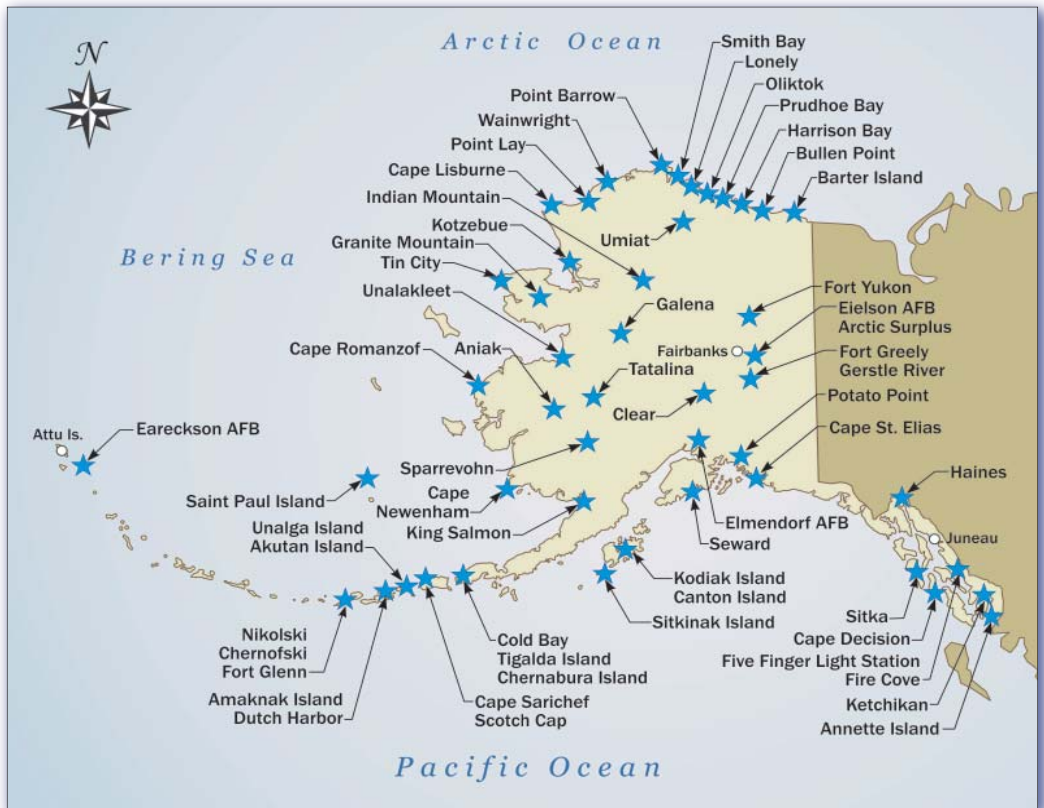 Arctic Ocean
N
Smith Bay
Lonely
Oliktok
Prudhoe Bay
Harrison Bay
Bullen Point
Barter Island
Point Barrow
Wainwright
Point Lay
Cape Lisburne
Indian Mountain
Kotzebue
Granite Mountain
Tin City
Unalakleet
Umiat
Bering Sea
Galena
Fort Yukon
Eielson AFB
Arctic Surplus
Fairbanks
Fort Greely
Gerstle River
Cape Romanzof
Aniak
Tatalina
Clear
Potato Point
Cape St. Elias
Attu Is.
Eareckson AFB
Sparrevohn
Haines
Saint Paul Island
Cape
Newenham
King Salmon
Elmendorf AFB
Seward
Juneau
Unalga Island
Akutan Island
Kodiak Island
Canton Island
Sitkinak Island
Sitka
Cape Decision
Five Finger Light Station
Fire Cove
Ketchikan
Annette Island
Nikolski
Chernofski
Fort Glenn
Amaknak Island
Dutch Harbor
Cold Bay
Tigalda Island
Chernabura Island
Cape Sarichef
Scotch Cap
Pacific Ocean